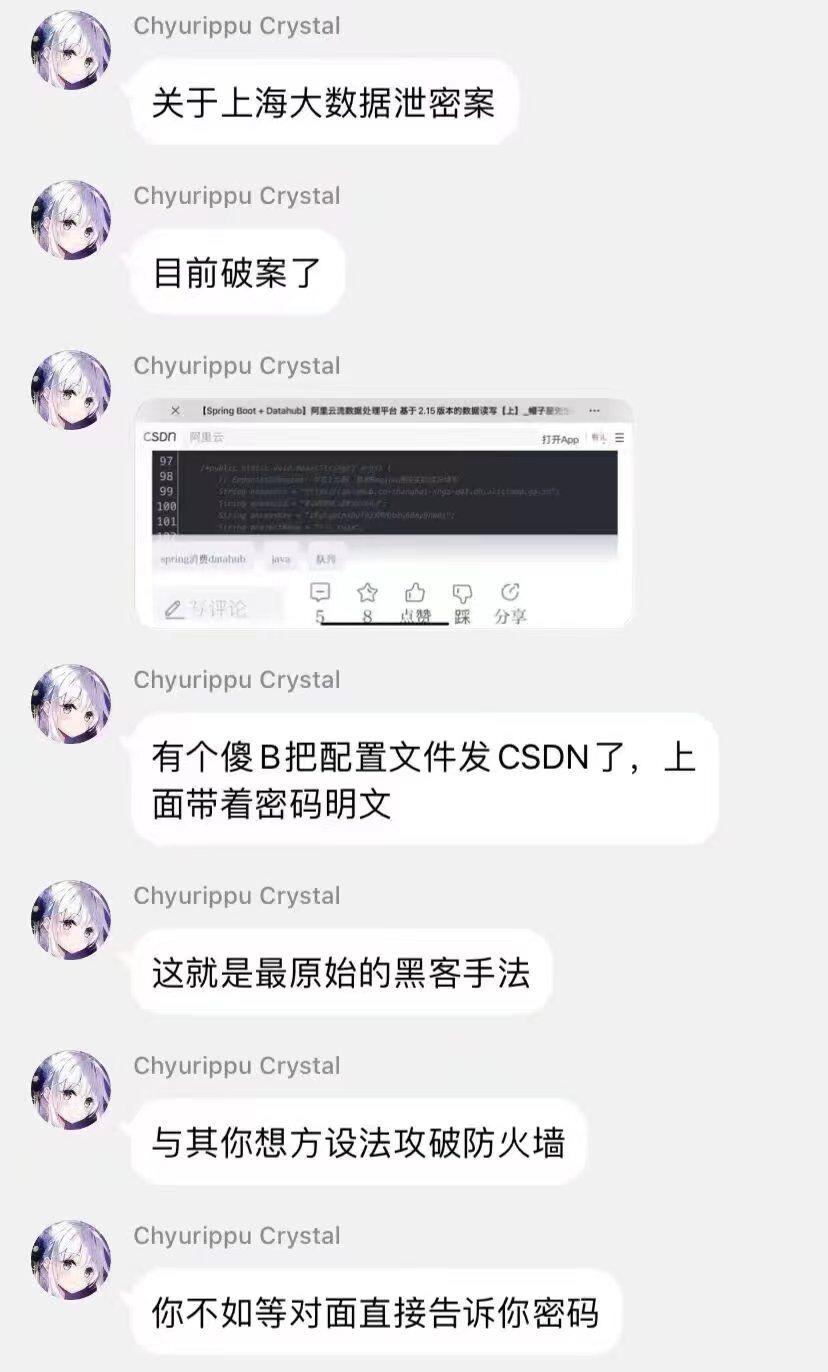 Chyurippu Crystal
关于上海大数据泄密案
Chyurippu Crystal
目前破案了
Chyurippu Crystal
【Spring Boot + Datahub】阿里云流数据处理平台 基于 2.15 版本的数据读写【上】_帽子屋
CSDN 阿里云
打开App
97
98
99
100
101
spring消费datahub java 队列
写评论
5 8 点赞 踩 分享
Chyurippu Crystal
有个傻B把配置文件发CSDN了，上
面带着密码明文
Chyurippu Crystal
这就是最原始的黑客手法
Chyurippu Crystal
与其你想方设法攻破防火墙
Chyurippu Crystal
你不如等对面直接告诉你密码